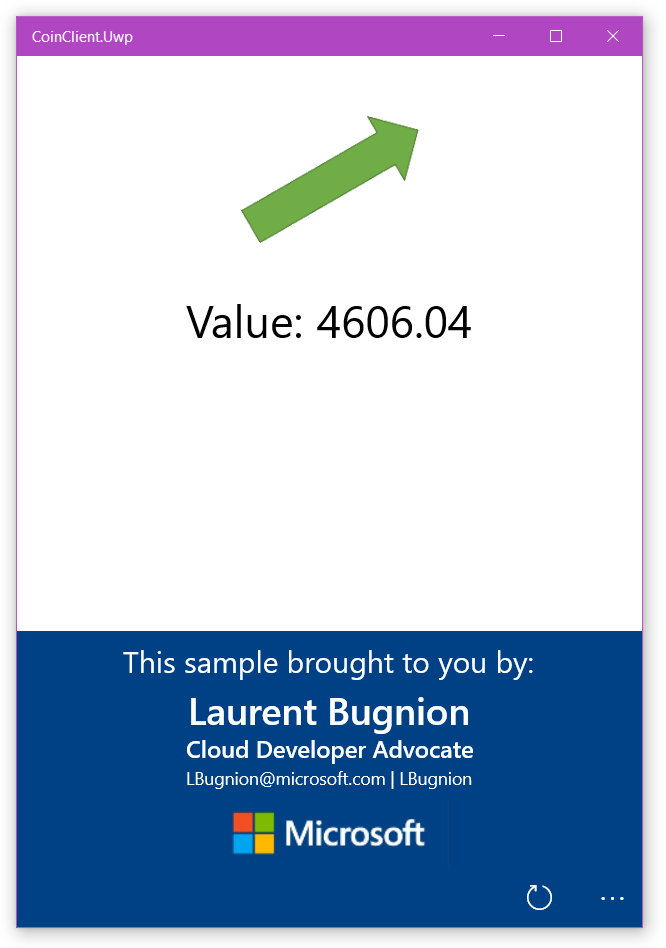 CoinClient.Uwp
Value: 4606.04
This sample brought to you by:
Laurent Bugnion
Cloud Developer Advocate
LBugnion@microsoft.com | LBugnion
Microsoft